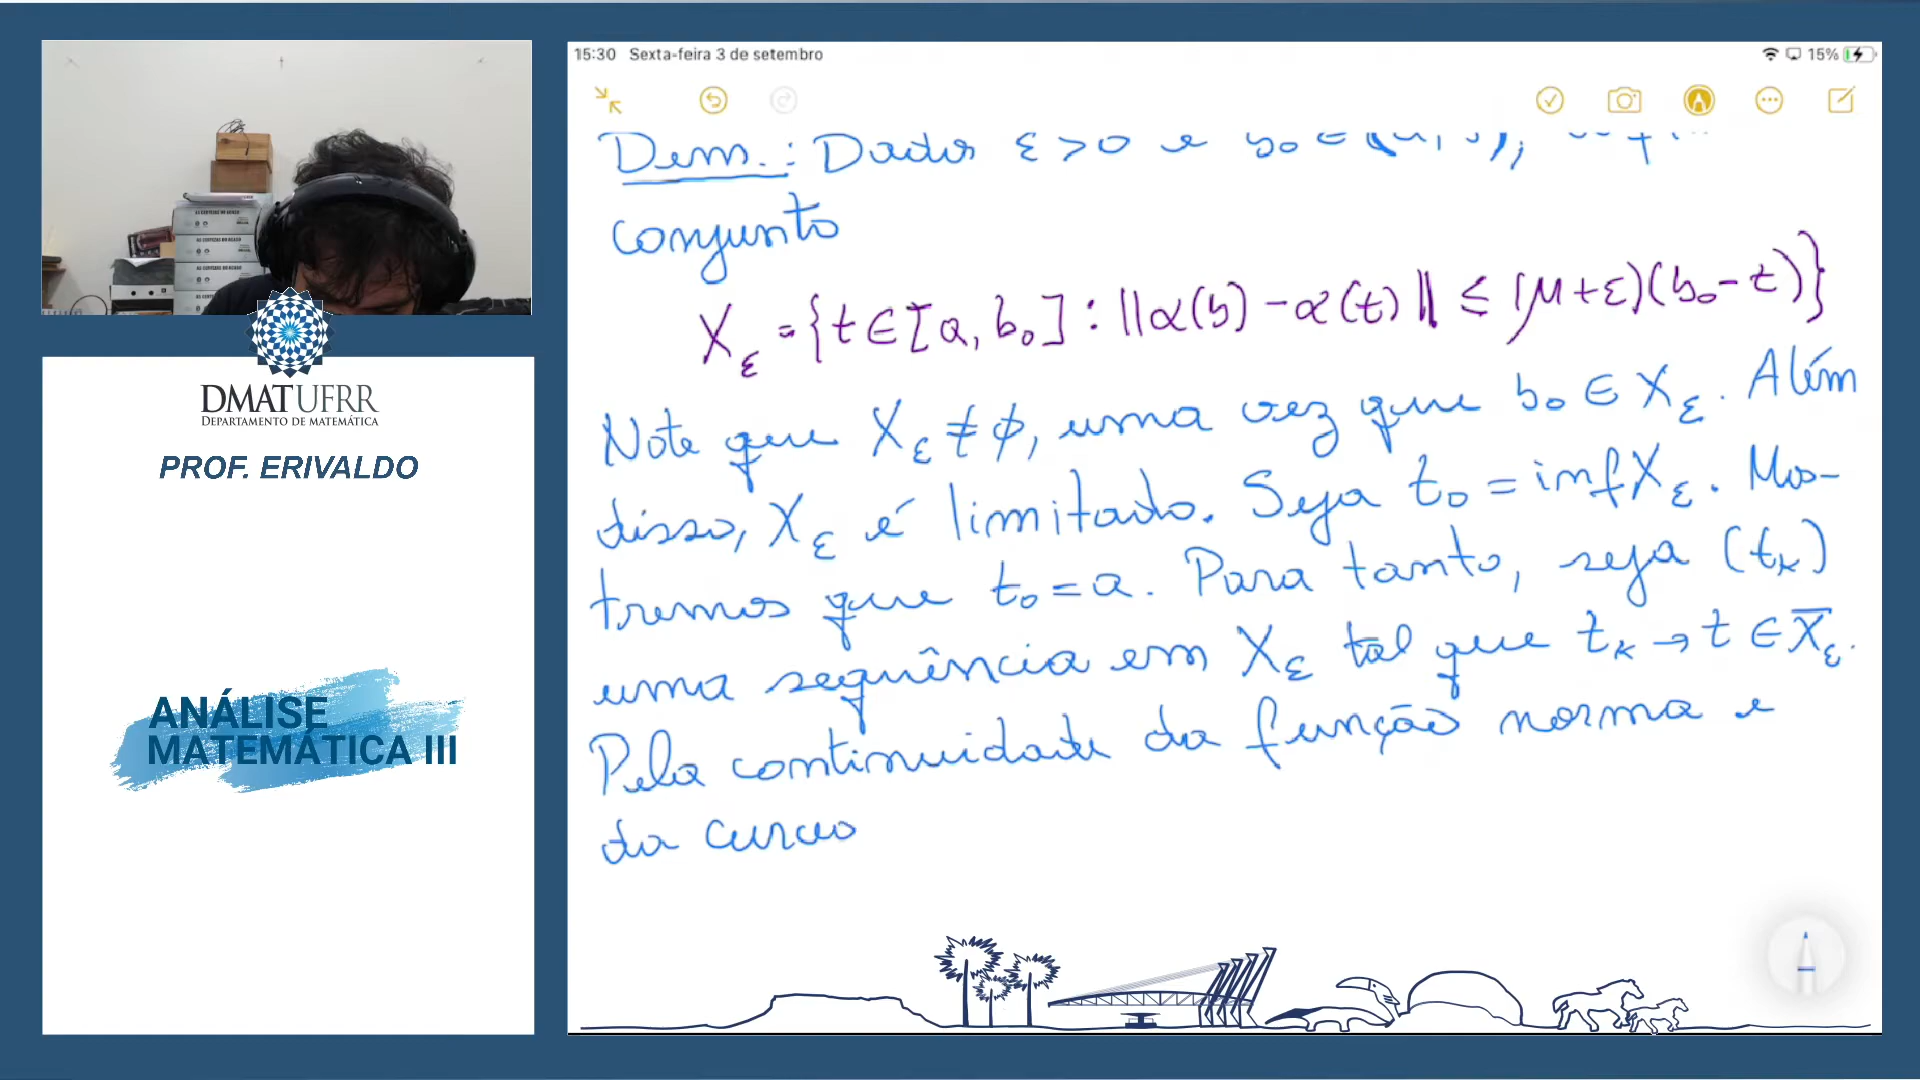 15:30 Sexta-feira 3 de setembro
15%
Dem.: Dados ε>0 e b₀ ∈
conjunto
X_ε = {t ∈ [a, b₀] : ||α(b) - α(t)|| ≤ (M+ε)(b₀-t)}
Note que X_ε ≠ ϕ, uma vez que b₀ ∈ X_ε. Além
disso, X_ε é limitado. Seja t₀ = inf X_ε. Mos-
tremos que t₀ = a. Para tanto, seja (t_k)
uma sequência em X_ε tal que t_k → t ∈ X̅_ε.
Pela continuidade da função norma e
da curva
DMAT UFRR
DEPARTAMENTO DE MATEMÁTICA
PROF. ERIVALDO
ANÁLISE
MATEMÁTICA III